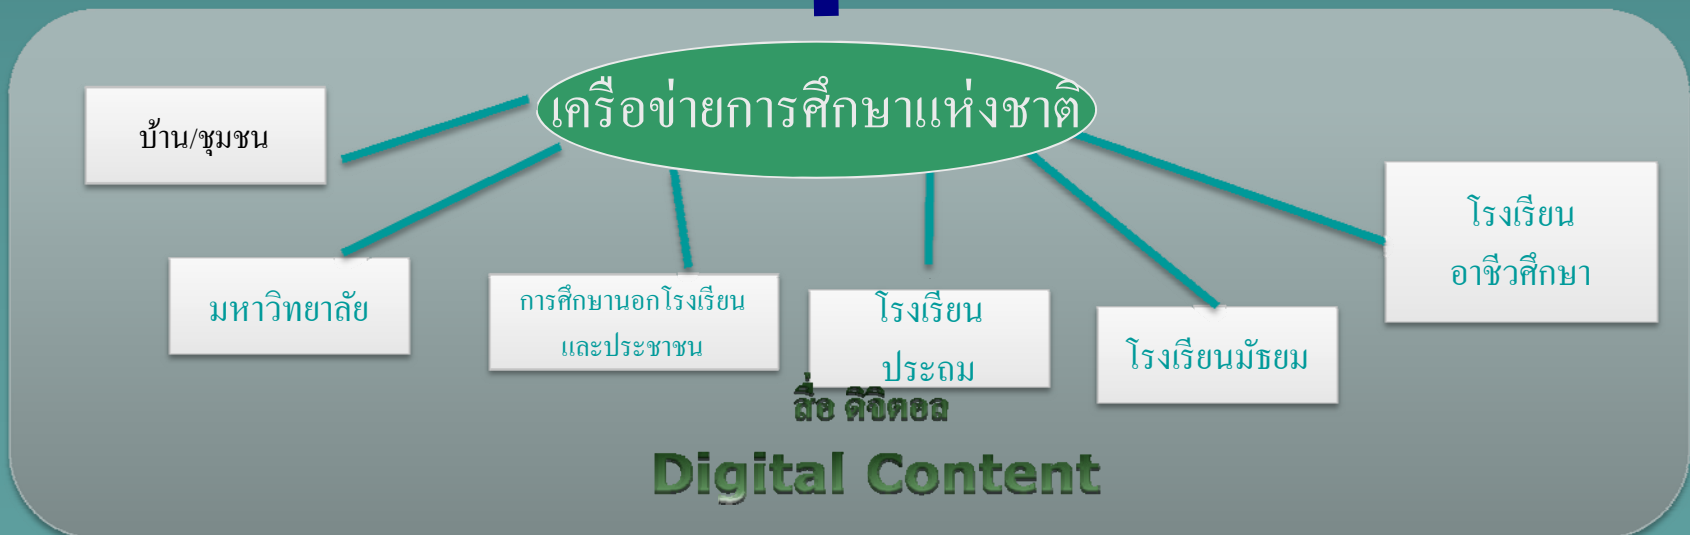 เครือข่ายการศึกษาแห่งชาติ
บ้าน/ชุมชน
มหาวิทยาลัย
การศึกษานอกโรงเรียน
และประชาชน
โรงเรียน
ประถม
โรงเรียนมัธยม
โรงเรียน
อาชีวศึกษา
สื่อ ดิจิตอล
Digital Content